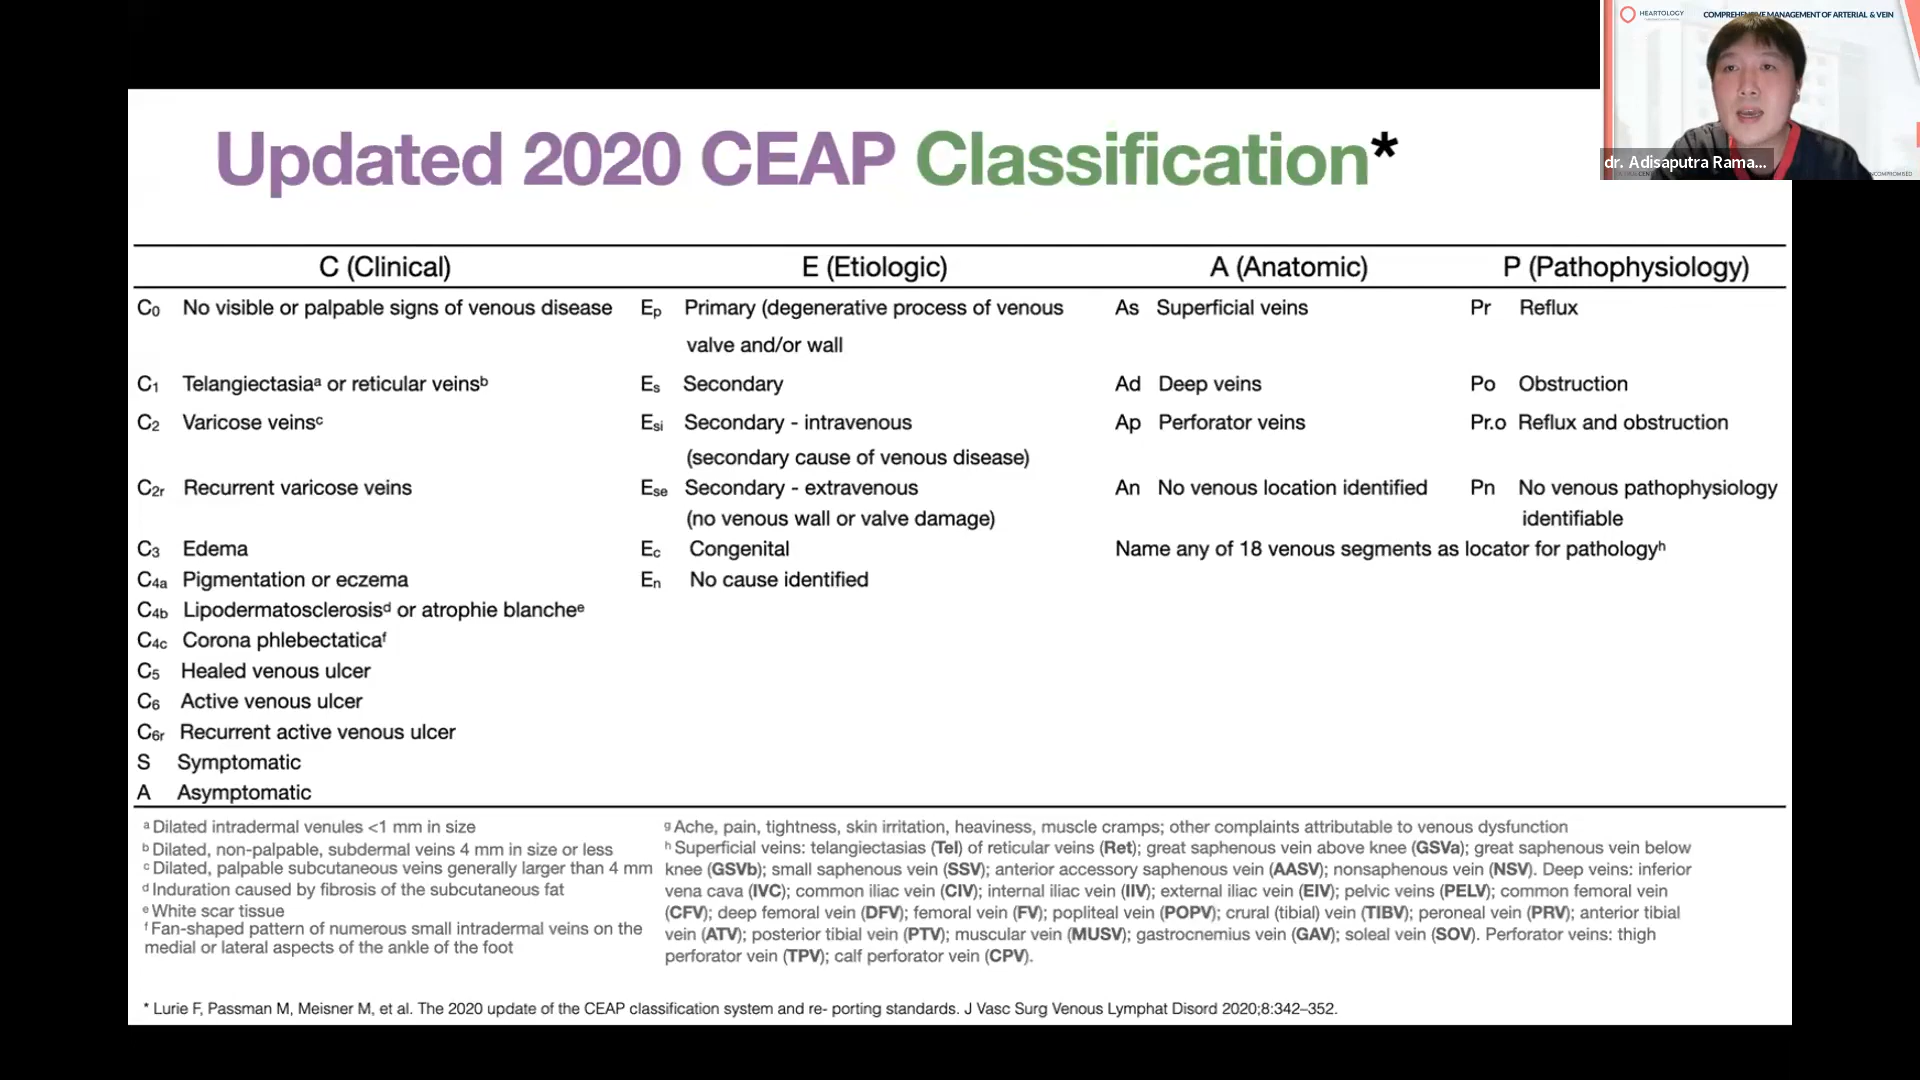 HEARTOLOGY
COMPREHENSIVE MANAGEMENT OF ARTERIAL & VEIN
dr. Adisaputra Rama...
Updated 2020 CEAP Classification*
C (Clinical) E (Etiologic) A (Anatomic) P (Pathophysiology)
C0 No visible or palpable signs of venous disease Ep Primary (degenerative process of venous As Superficial veins Pr Reflux
valve and/or wall
C1 Telangiectasiaᵃ or reticular veinsᵇ Es Secondary Ad Deep veins Po Obstruction
C2 Varicose veinsᶜ Esi Secondary - intravenous Ap Perforator veins Pr.o Reflux and obstruction
(secondary cause of venous disease)
C2r Recurrent varicose veins Ese Secondary - extravenous An No venous location identified Pn No venous pathophysiology
(no venous wall or valve damage) identifiable
C3 Edema Ec Congenital Name any of 18 venous segments as locator for pathologyʰ
C4a Pigmentation or eczema En No cause identified
C4b Lipodermatosclerosisᵈ or atrophie blancheᵉ
C4c Corona phlebectaticaᶠ
C5 Healed venous ulcer
C6 Active venous ulcer
C6r Recurrent active venous ulcer
S Symptomatic
A Asymptomatic
ᵃ Dilated intradermal venules <1 mm in size
ᵇ Dilated, non-palpable, subdermal veins 4 mm in size or less
ᶜ Dilated, palpable subcutaneous veins generally larger than 4 mm
ᵈ Induration caused by fibrosis of the subcutaneous fat
ᵉ White scar tissue
ᶠ Fan-shaped pattern of numerous small intradermal veins on the
medial or lateral aspects of the ankle of the foot
ᵍ Ache, pain, tightness, skin irritation, heaviness, muscle cramps; other complaints attributable to venous dysfunction
ʰ Superficial veins: telangiectasias (Tel) of reticular veins (Ret); great saphenous vein above knee (GSVa); great saphenous vein below
knee (GSVb); small saphenous vein (SSV); anterior accessory saphenous vein (AASV); nonsaphenous vein (NSV). Deep veins: inferior
vena cava (IVC); common iliac vein (CIV); internal iliac vein (IIV); external iliac vein (EIV); pelvic veins (PELV); common femoral vein
(CFV); deep femoral vein (DFV); femoral vein (FV); popliteal vein (POPV); crural (tibial) vein (TIBV); peroneal vein (PRV); anterior tibial
vein (ATV); posterior tibial vein (PTV); muscular vein (MUSV); gastrocnemius vein (GAV); soleal vein (SOV). Perforator veins: thigh
perforator vein (TPV); calf perforator vein (CPV).
* Lurie F, Passman M, Meisner M, et al. The 2020 update of the CEAP classification system and re- porting standards. J Vasc Surg Venous Lymphat Disord 2020;8:342–352.